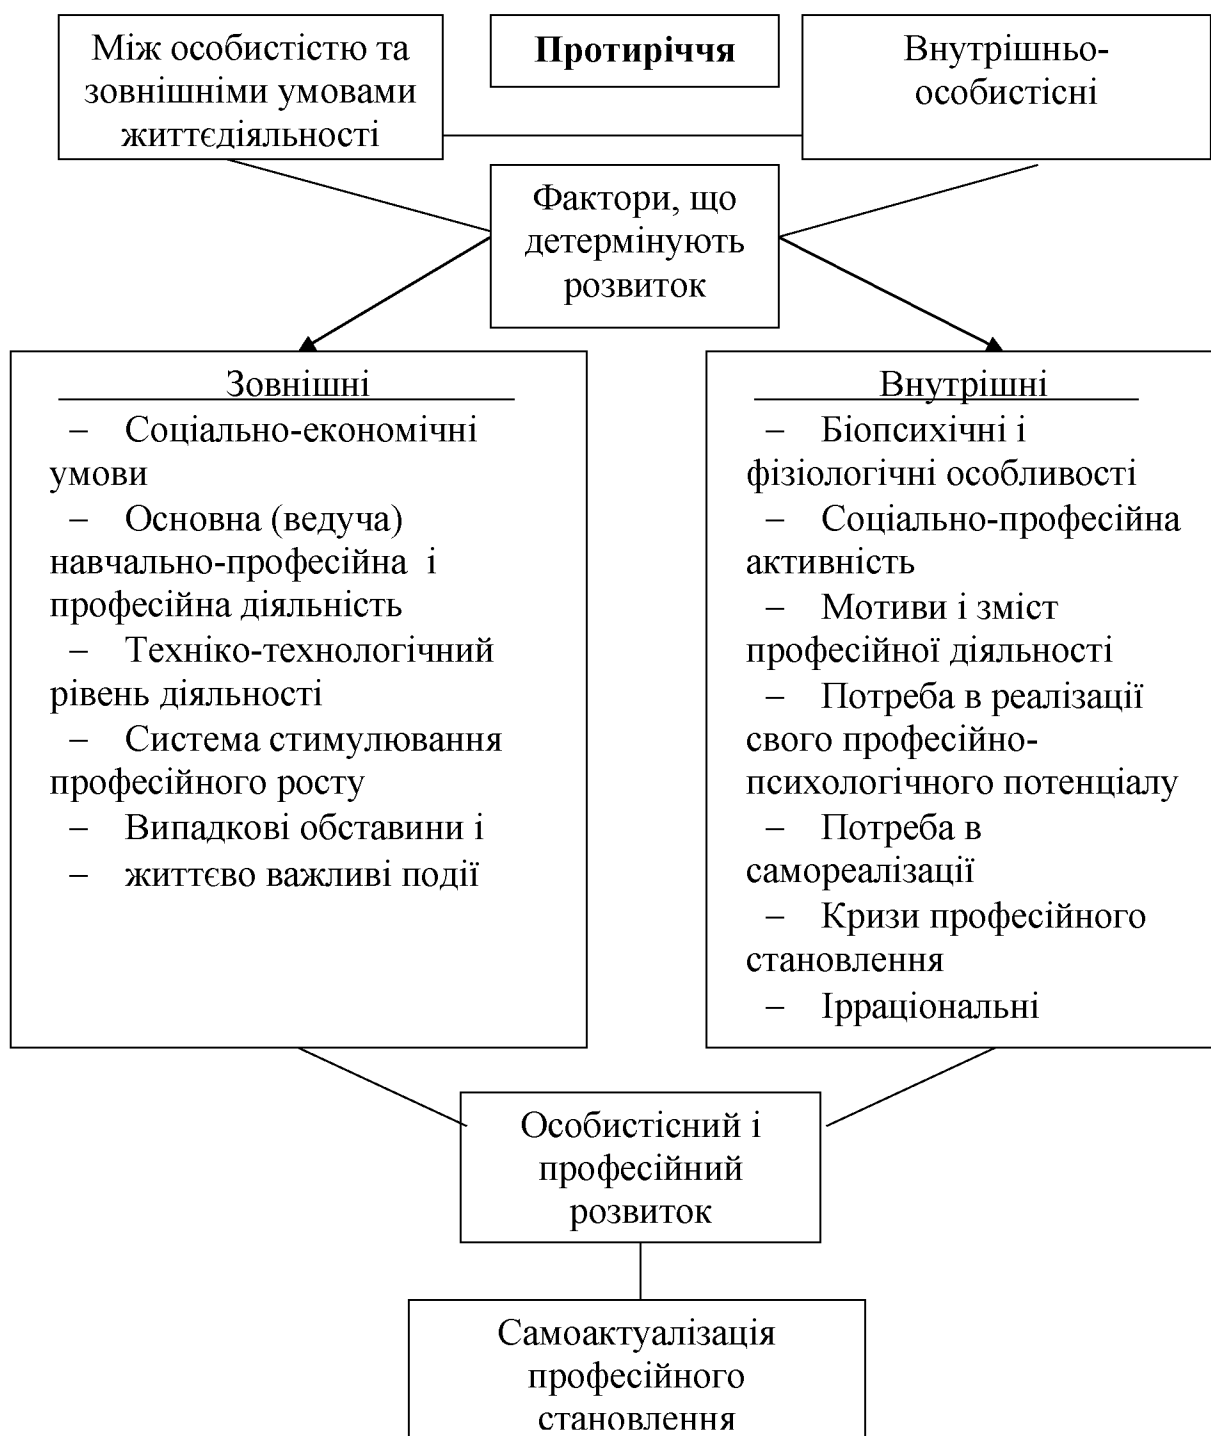 Між особистістю та
зовнішніми умовами
життєдіяльності
Протиріччя
Внутрішньо-
особистісні
Фактори, що
детермінують
розвиток
Зовнішні
– Соціально-економічні
умови
– Основна (ведуча)
навчально-професійна і
професійна діяльність
– Техніко-технологічний
рівень діяльності
– Система стимулювання
професійного росту
– Випадкові обставини і
– життєво важливі події
Внутрішні
– Біопсихічні і
фізіологічні особливості
– Соціально-професійна
активність
– Мотиви і зміст
професійної діяльності
– Потреба в реалізації
свого професійно-
психологічного потенціалу
– Потреба в
самореалізації
– Кризи професійного
становлення
– Ірраціональні
Особистісний і
професійний
розвиток
Самоактуалізація
професійного
становлення